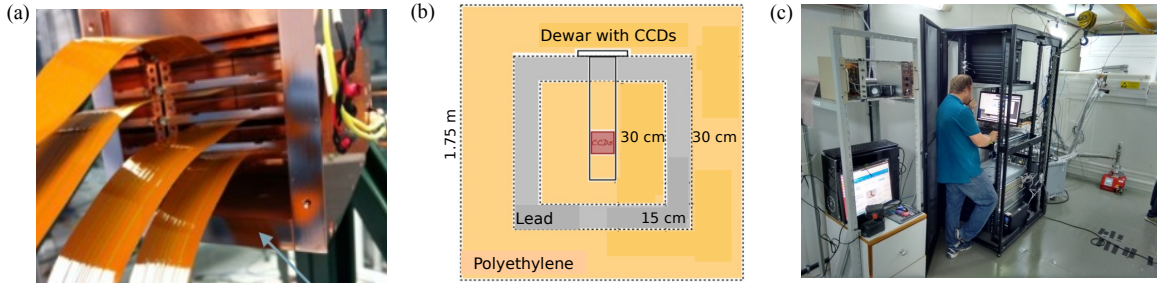 (a)
(b)
(c)
Dewar with CCDs
1.75 m
30 cm
30 cm
CCDs
Lead
15 cm
Polyethylene